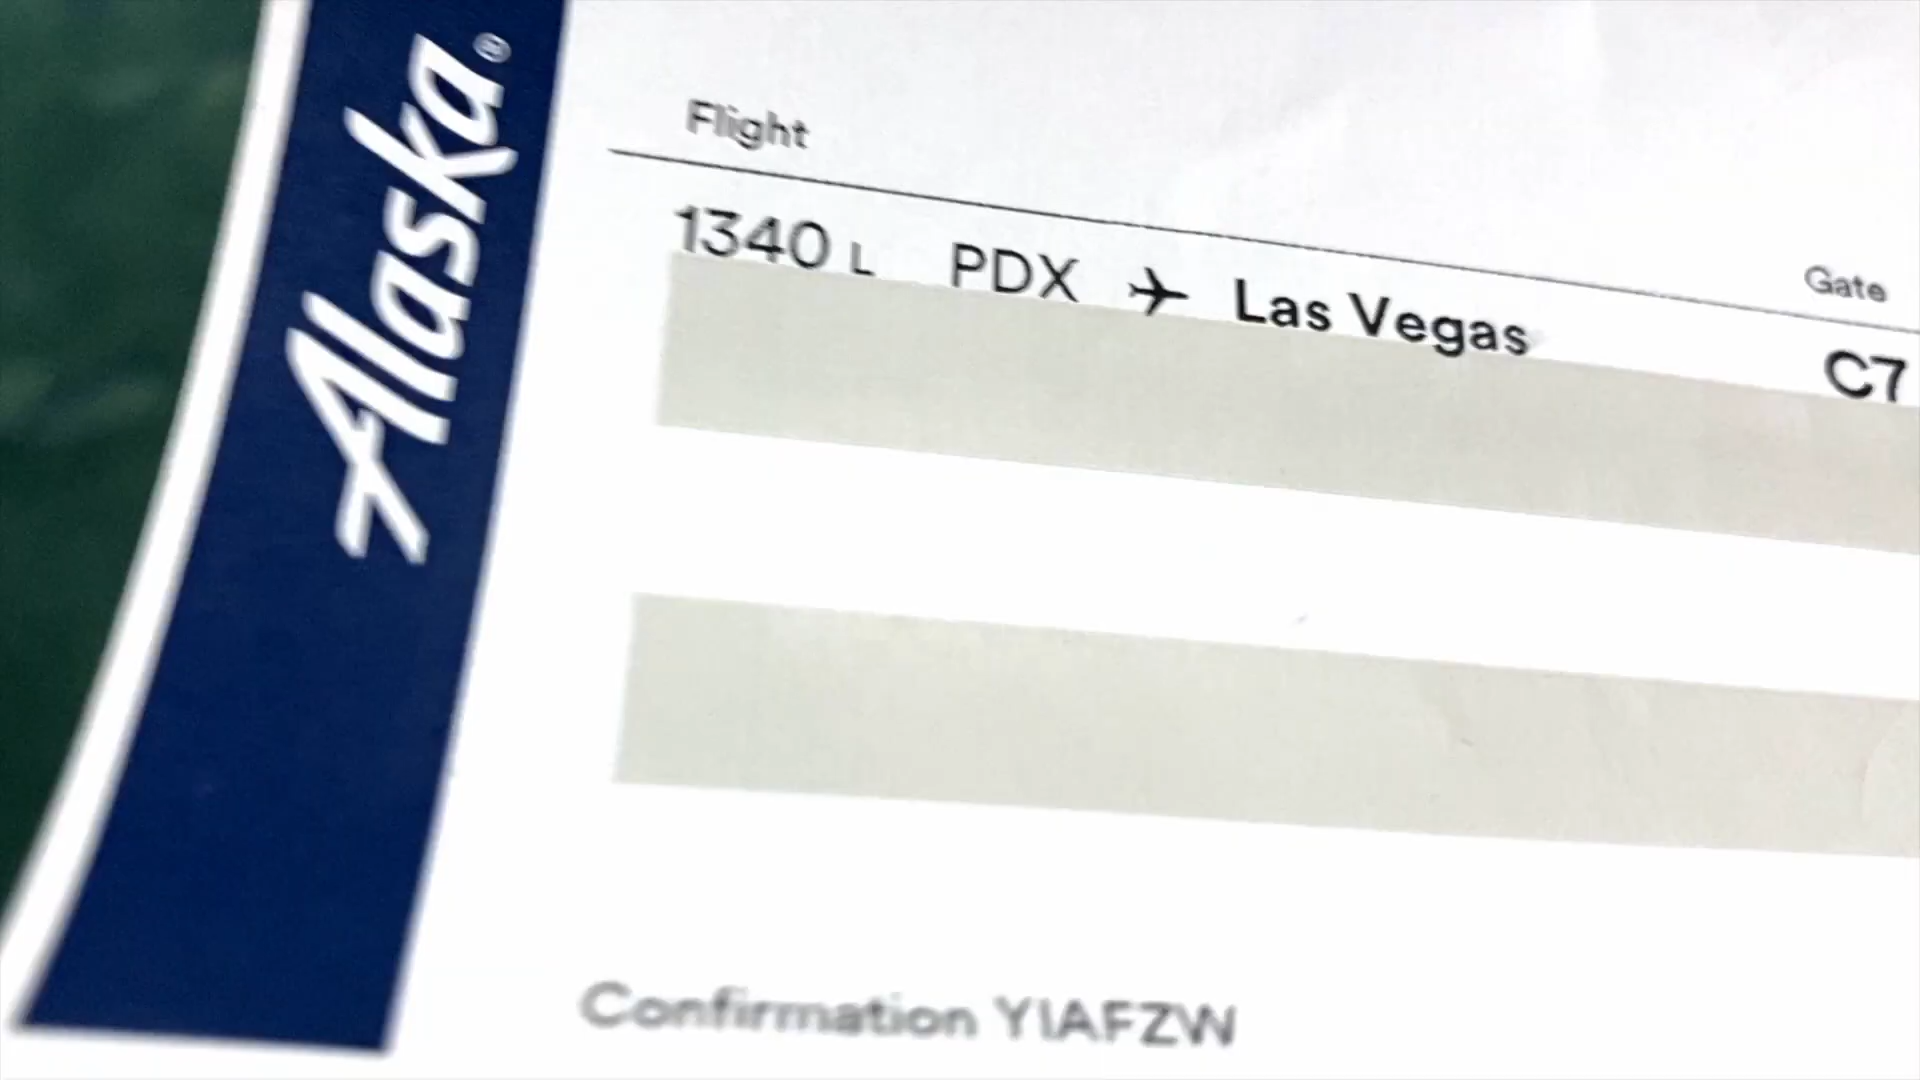 Alaska®
Flight
Gate
1340 L PDX ✈ Las Vegas C7
Confirmation YIAFZW